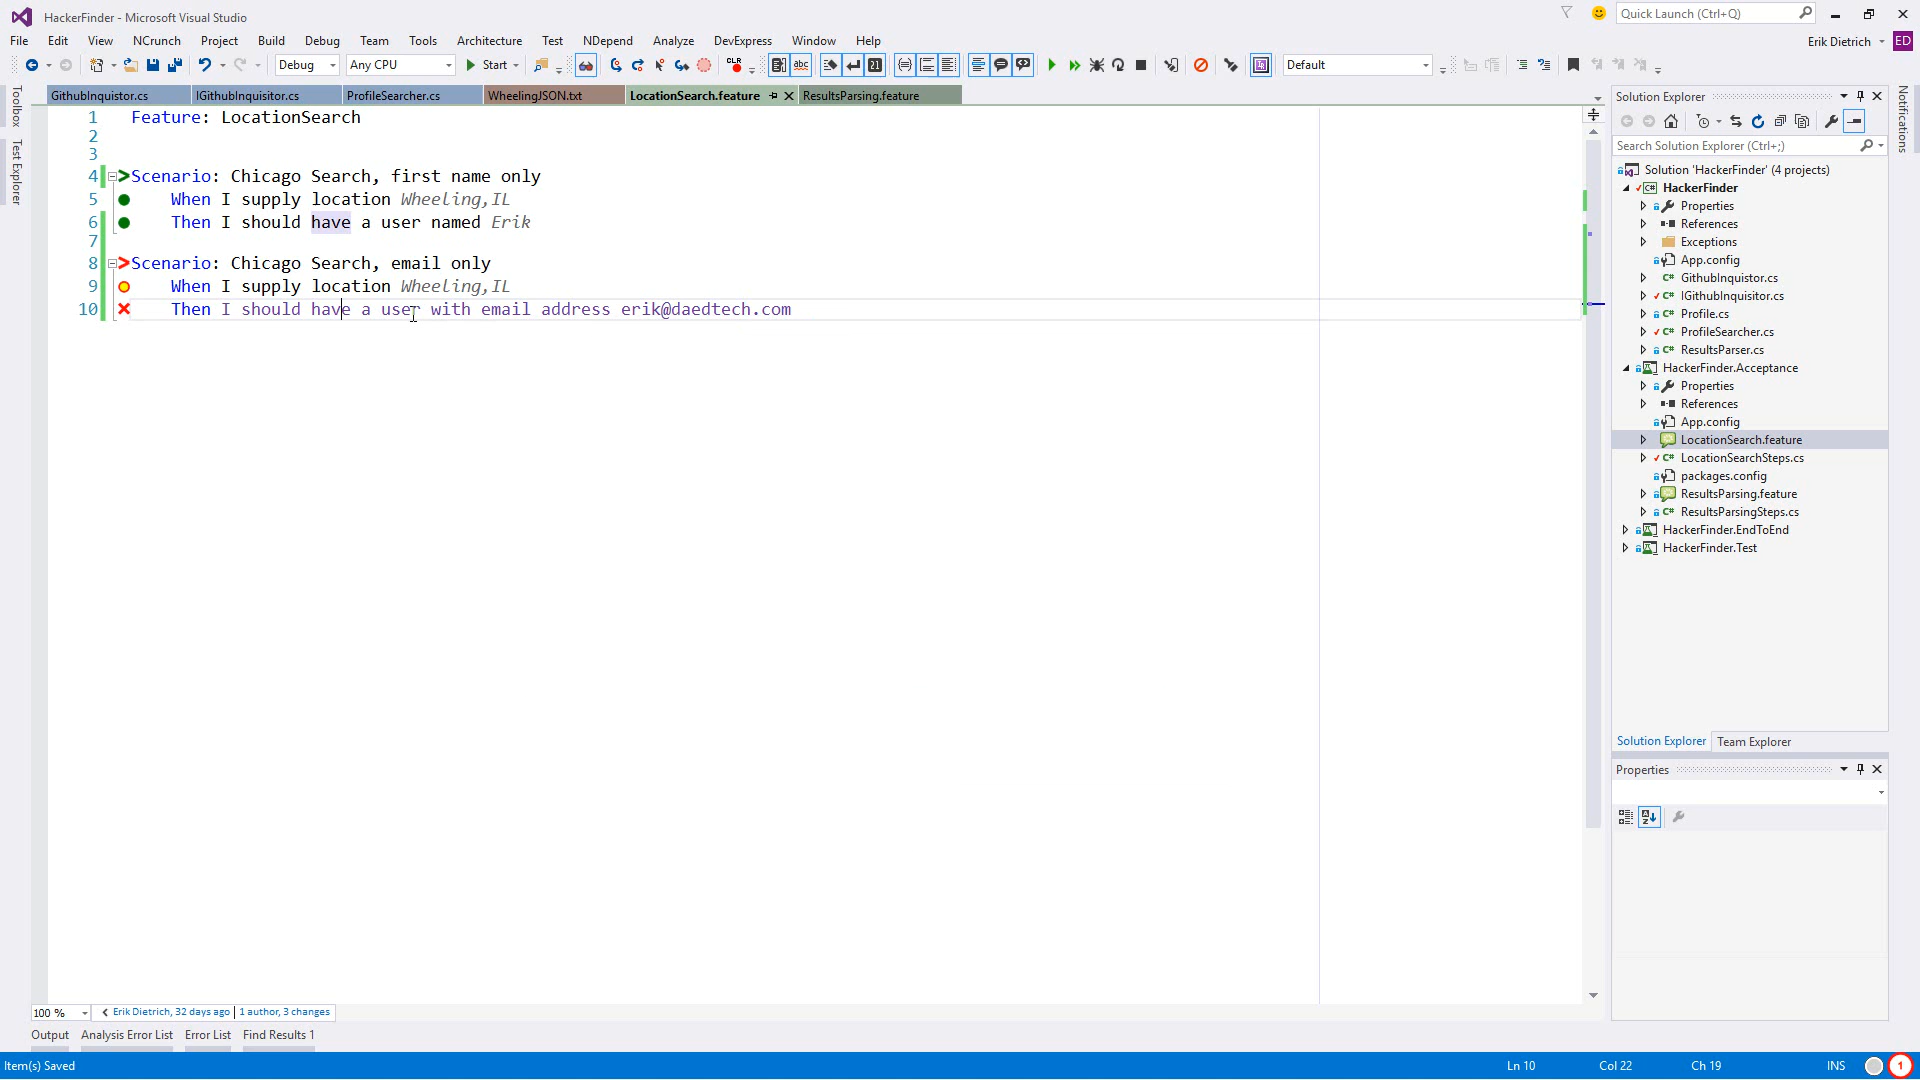 HackerFinder - Microsoft Visual Studio
Quick Launch (Ctrl+Q)
File Edit View NCrunch Project Build Debug Team Tools Architecture Test NDepend Analyze DevExpress Window Help
Erik Dietrich ED
Debug Any CPU Start CLR abc 21 Default
Toolbox
Test Explorer
GithubInquistor.cs IGithubInquisitor.cs ProfileSearcher.cs WheelingJSON.txt LocationSearch.feature ResultsParsing.feature
1 Feature: LocationSearch
2
3
4 Scenario: Chicago Search, first name only
5 When I supply location Wheeling,IL
6 Then I should have a user named Erik
7
8 Scenario: Chicago Search, email only
9 When I supply location Wheeling,IL
10 Then I should have a user with email address erik@daedtech.com
Solution Explorer
Search Solution Explorer (Ctrl+;)
Solution 'HackerFinder' (4 projects)
C# HackerFinder
Properties
References
Exceptions
App.config
C# GithubInquistor.cs
C# IGithubInquisitor.cs
C# Profile.cs
C# ProfileSearcher.cs
C# ResultsParser.cs
HackerFinder.Acceptance
Properties
References
App.config
LocationSearch.feature
C# LocationSearchSteps.cs
packages.config
ResultsParsing.feature
C# ResultsParsingSteps.cs
HackerFinder.EndToEnd
HackerFinder.Test
Notifications
Solution Explorer Team Explorer
Properties
100 % Erik Dietrich, 32 days ago | 1 author, 3 changes
Output Analysis Error List Error List Find Results 1
Item(s) Saved Ln 10 Col 22 Ch 19 INS 1